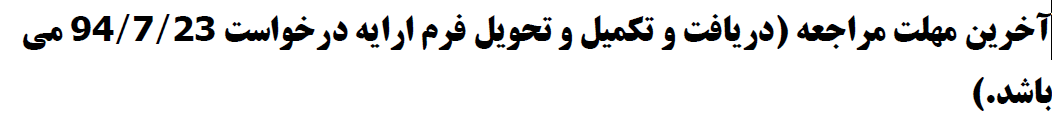 آخرین مهلت مراجعه (دریافت و تکمیل و تحویل فرم ارایه درخواست 94/7/23 می
باشد.)